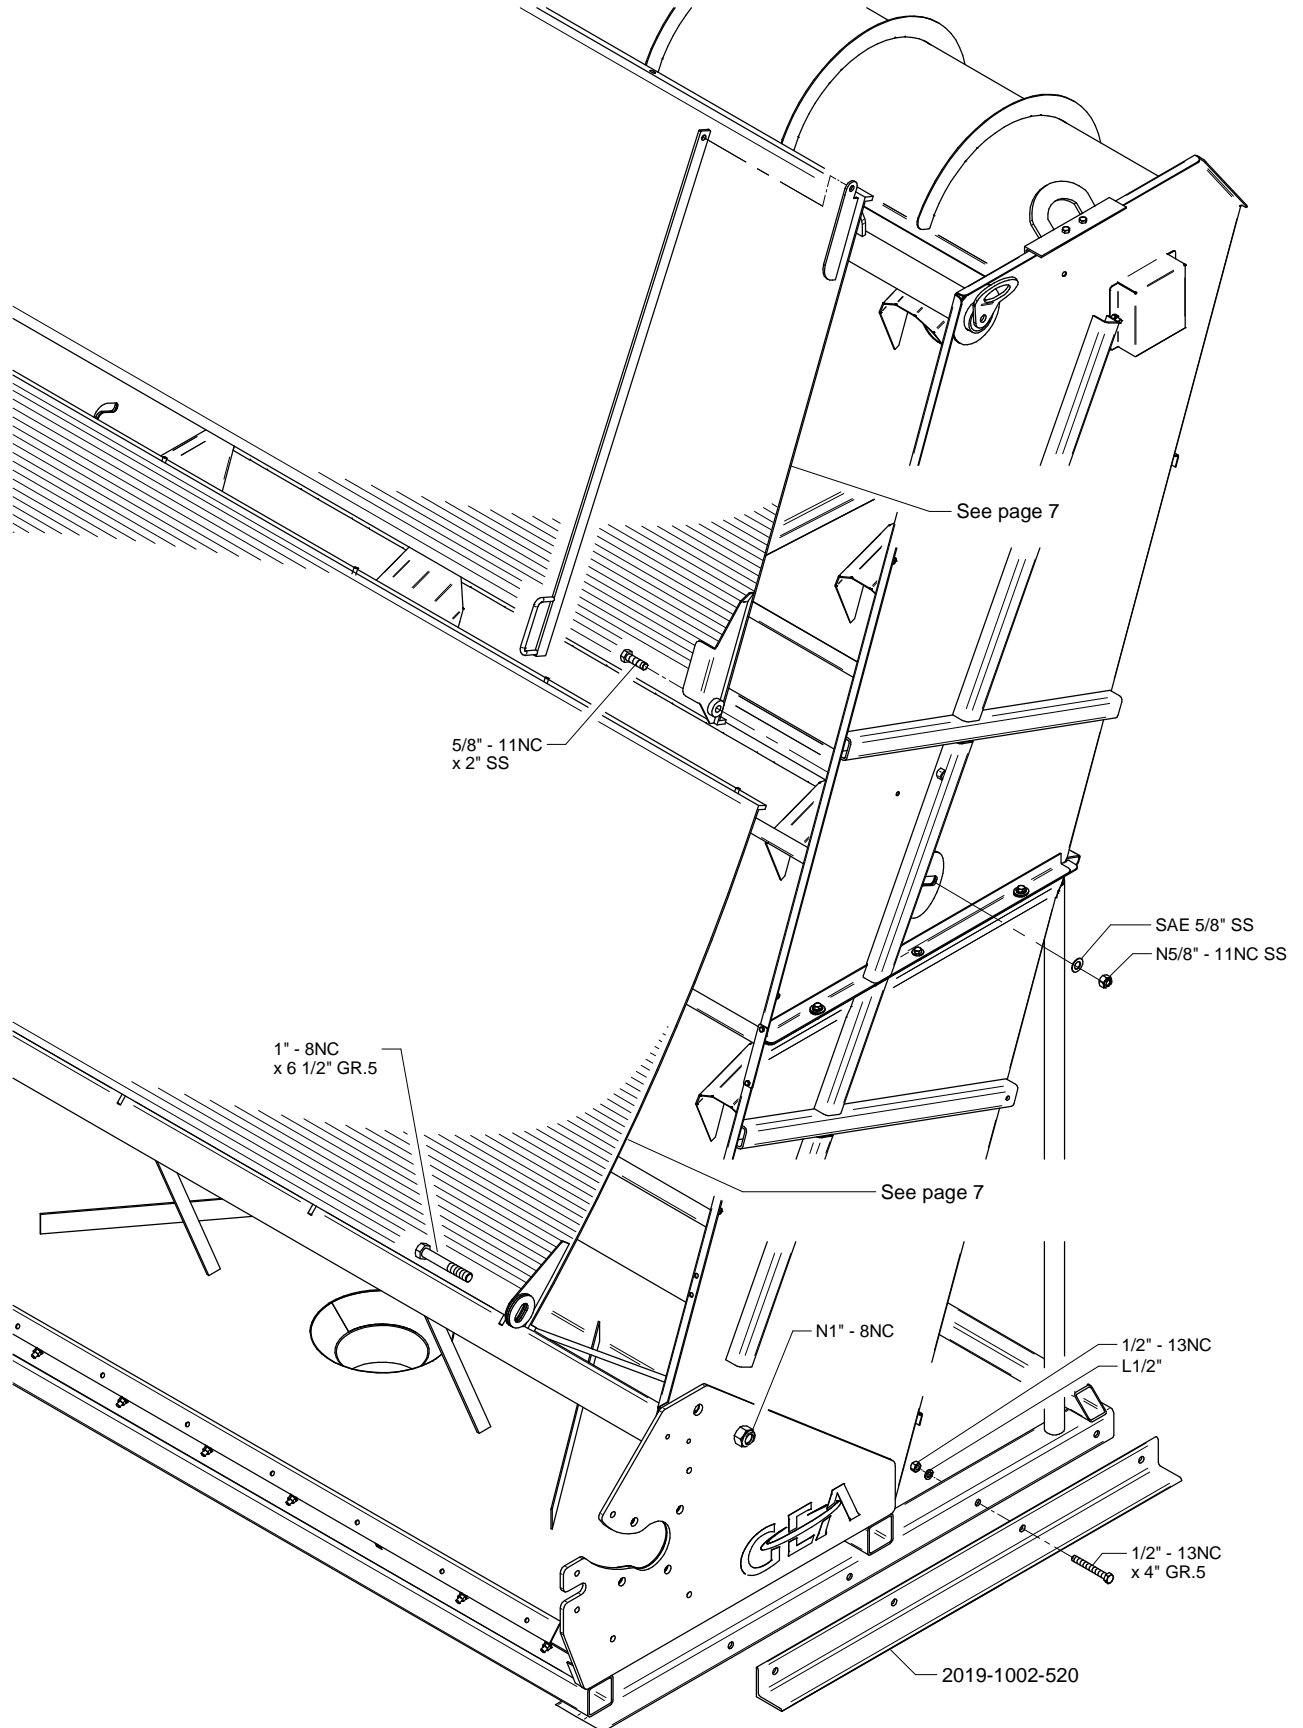 See page 7
5/8" - 11NC
x 2" SS
SAE 5/8" SS
N5/8" - 11NC SS
1" - 8NC
x 6 1/2" GR.5
See page 7
N1" - 8NC
1/2" - 13NC
L1/2"
GEA
1/2" - 13NC
x 4" GR.5
2019-1002-520